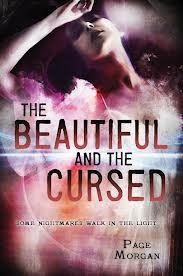 THE
BEAUTIFUL
AND THE
CURSED
SOME NIGHTMARES WALK IN THE LIGHT
PAGE
MORGAN